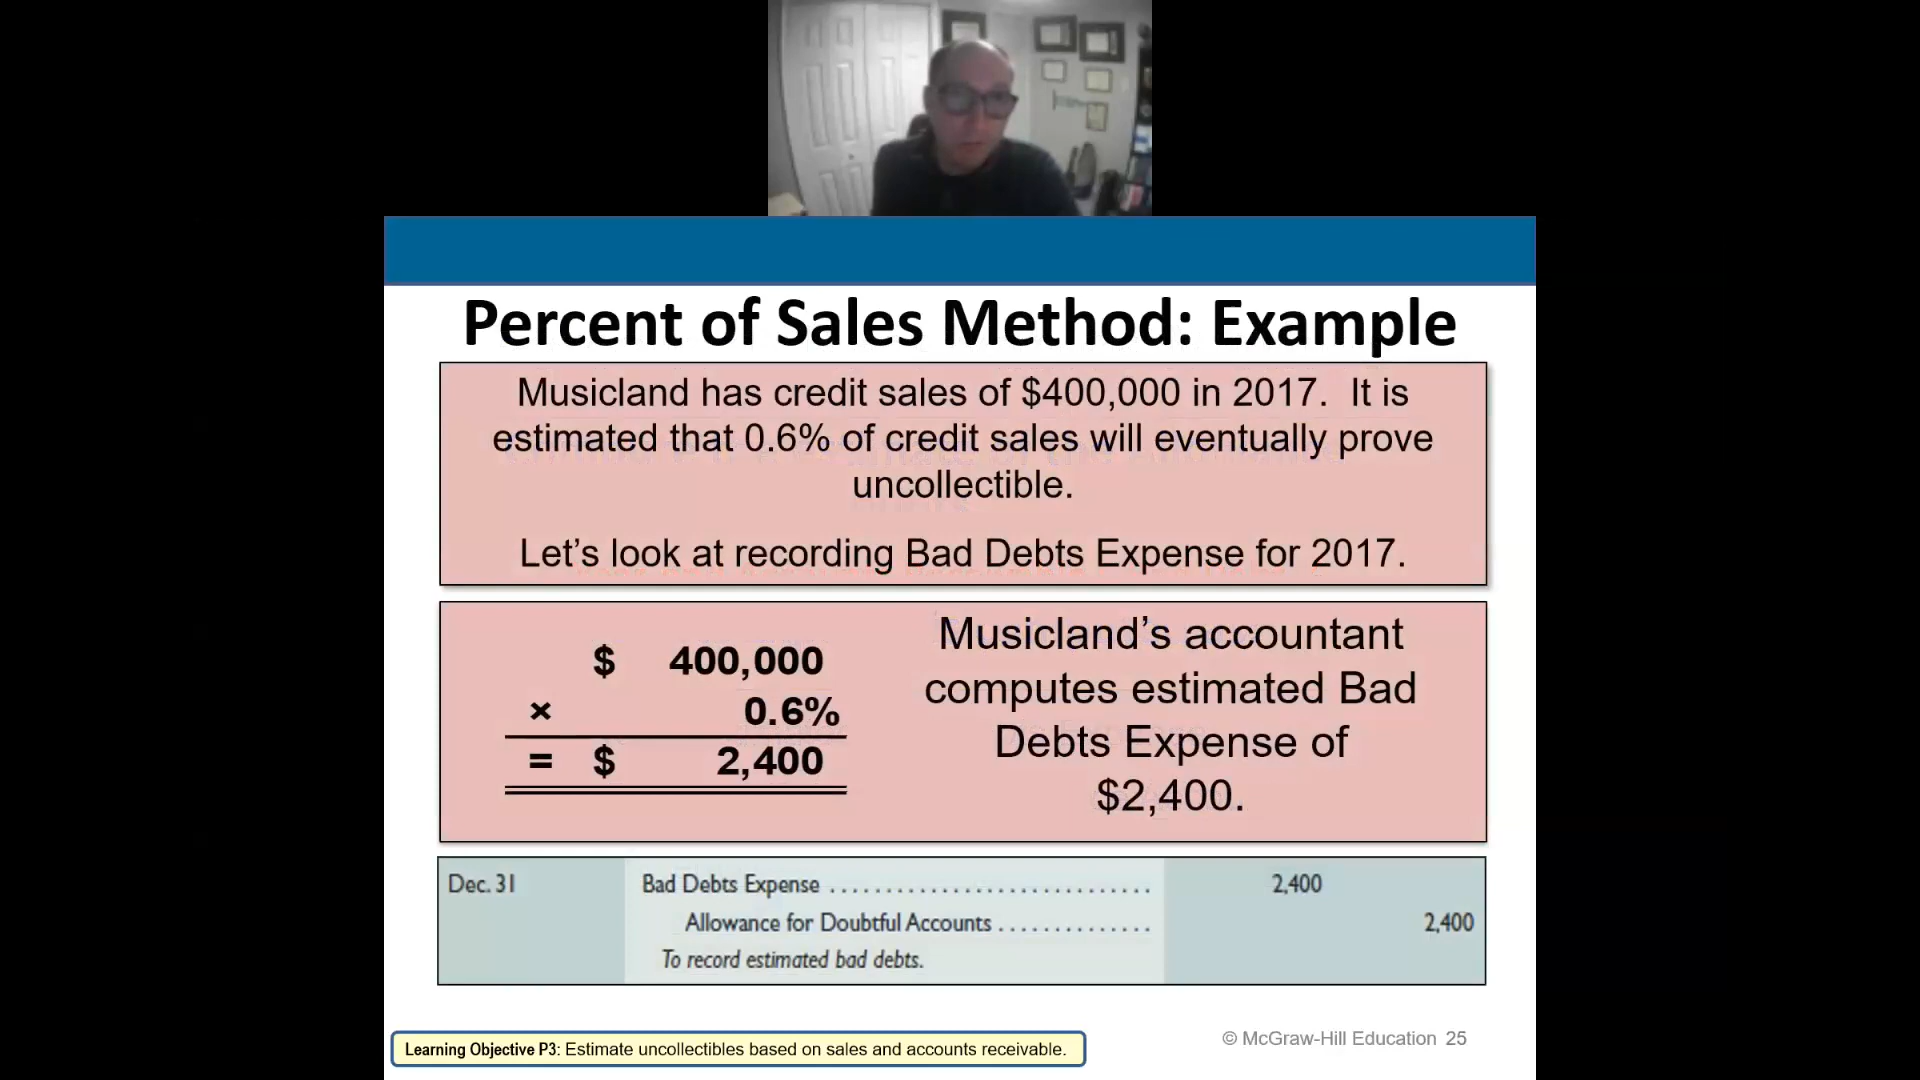 Percent of Sales Method: Example
Musicland has credit sales of $400,000 in 2017.  It is
estimated that 0.6% of credit sales will eventually prove
uncollectible.
Let’s look at recording Bad Debts Expense for 2017.
$ 400,000
× 0.6%
= $ 2,400
Musicland’s accountant
computes estimated Bad
Debts Expense of
$2,400.
Dec. 31 Bad Debts Expense ............................ 2,400
Allowance for Doubtful Accounts .............. 2,400
To record estimated bad debts.
Learning Objective P3: Estimate uncollectibles based on sales and accounts receivable.
© McGraw-Hill Education 25